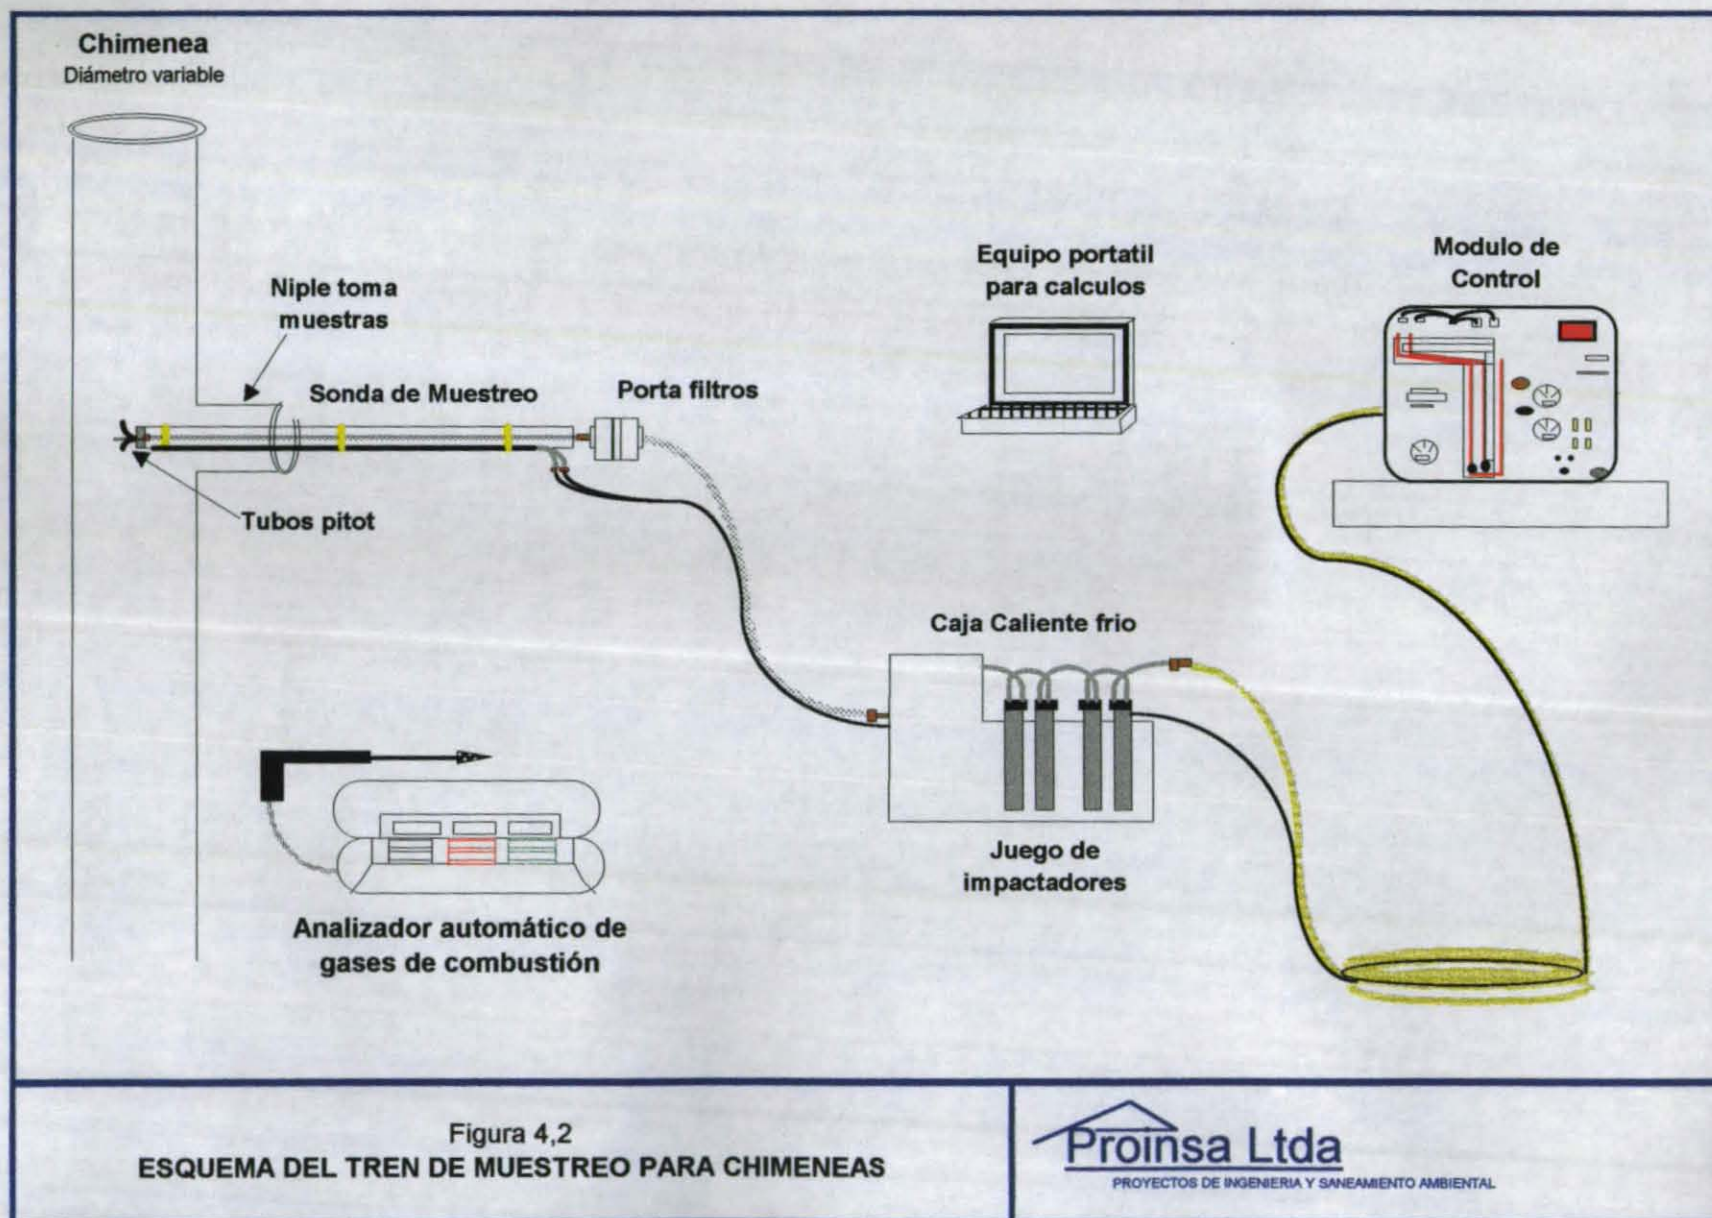 Chimenea
Diámetro variable
Niple toma
muestras
Sonda de Muestreo
Porta filtros
Tubos pitot
Equipo portatil
para calculos
Modulo de
Control
Caja Caliente frio
Juego de
impactadores
Analizador automático de
gases de combustión
Figura 4,2
ESQUEMA DEL TREN DE MUESTREO PARA CHIMENEAS
Proinsa Ltda
PROYECTOS DE INGENIERIA Y SANEAMIENTO AMBIENTAL